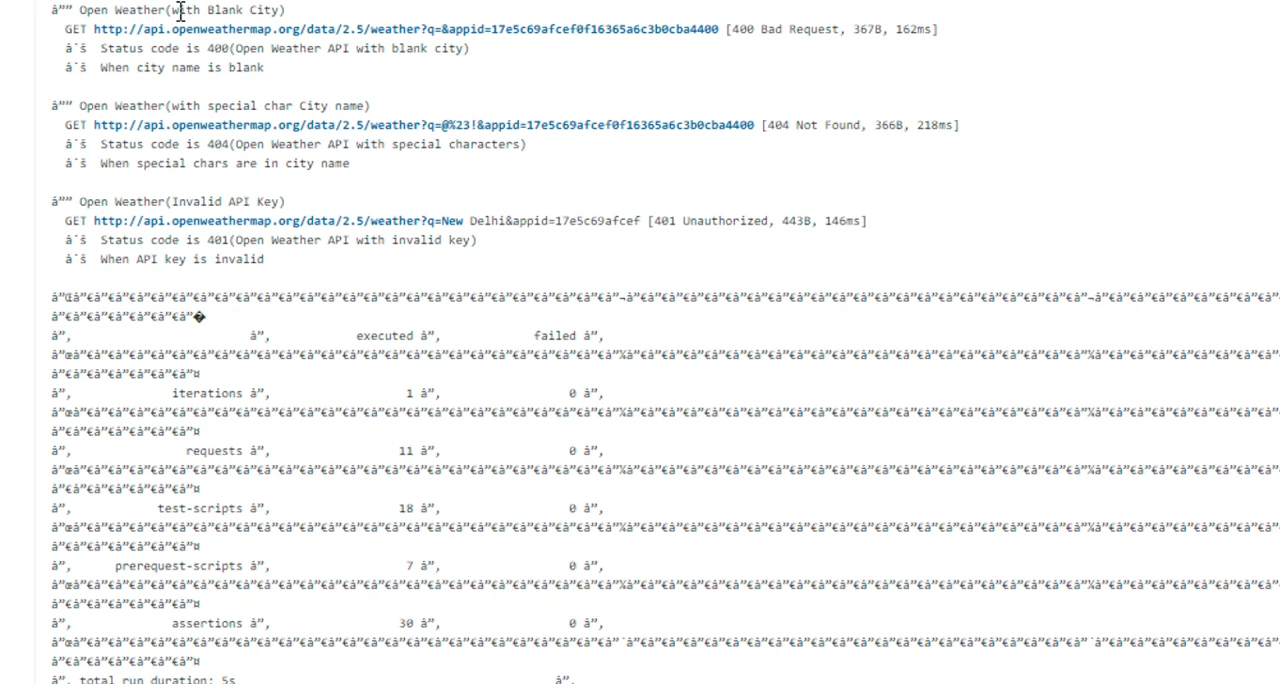 â”” Open Weather(with Blank City)
GET http://api.openweathermap.org/data/2.5/weather?q=&appid=17e5c69afcef0f16365a6c3b0cba4400 [400 Bad Request, 367B, 162ms]
âˆš Status code is 400(Open Weather API with blank city)
âˆš When city name is blank
â”” Open Weather(with special char City name)
GET http://api.openweathermap.org/data/2.5/weather?q=@%23!&appid=17e5c69afcef0f16365a6c3b0cba4400 [404 Not Found, 366B, 218ms]
âˆš Status code is 404(Open Weather API with special characters)
âˆš When special chars are in city name
â”” Open Weather(Invalid API Key)
GET http://api.openweathermap.org/data/2.5/weather?q=New Delhi&appid=17e5c69afcef [401 Unauthorized, 443B, 146ms]
âˆš Status code is 401(Open Weather API with invalid key)
âˆš When API key is invalid
â”‚ â”‚ executed â”‚ failed â”‚
â”‚ iterations â”‚ 1 â”‚ 0 â”‚
â”‚ requests â”‚ 11 â”‚ 0 â”‚
â”‚ test-scripts â”‚ 18 â”‚ 0 â”‚
â”‚ prerequest-scripts â”‚ 7 â”‚ 0 â”‚
â”‚ assertions â”‚ 30 â”‚ 0 â”‚
â”‚ total run duration: 5s â”‚